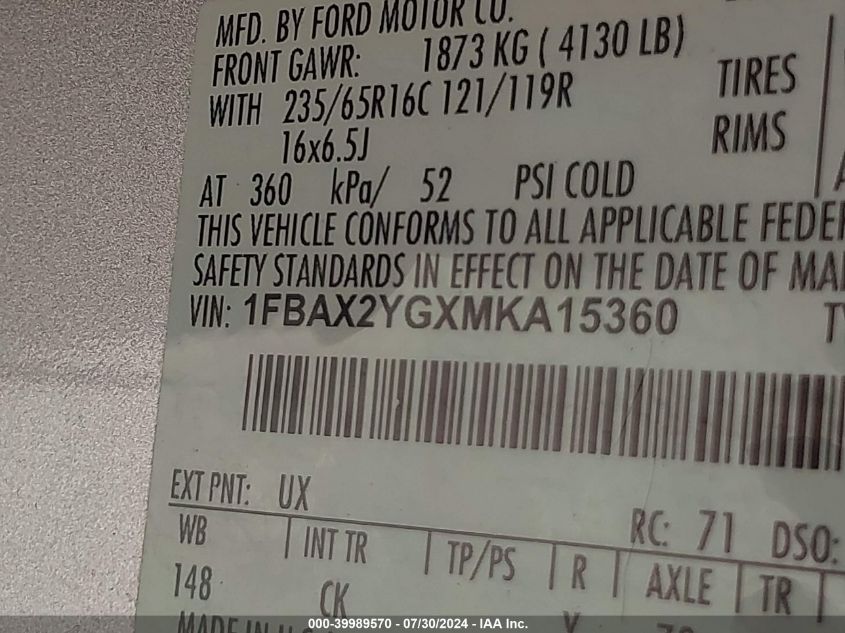 MFD. BY FORD MOTOR CO.
FRONT GAWR: 1873 KG ( 4130 LB)
WITH 235/65R16C 121/119R TIRES
16x6.5J RIMS
AT 360 kPa/ 52 PSI COLD
THIS VEHICLE CONFORMS TO ALL APPLICABLE
SAFETY STANDARDS IN EFFECT ON THE DATE OF
VIN: 1FBAX2YGXMKA15360
EXT PNT: UX RC: 71 DSO:
WB INT TR TP/PS R AXLE TR
148 CK
MADE IN
000-39989570 - 07/30/2024 - IAA Inc.